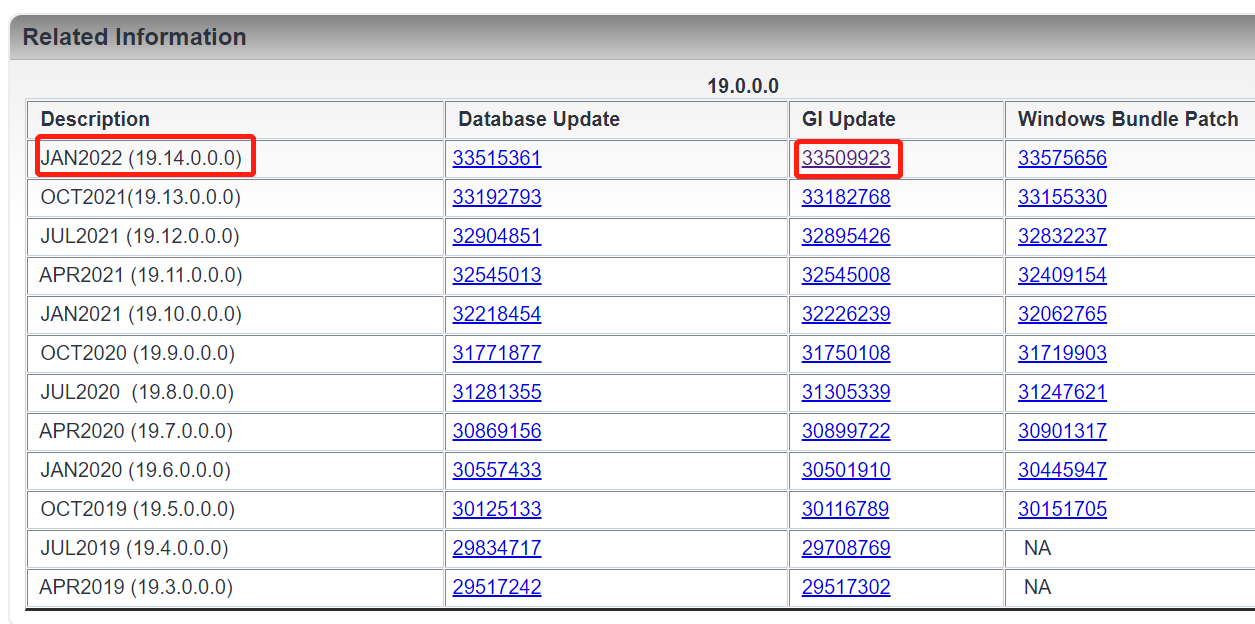 Related Information
19.0.0.0
Description Database Update GI Update Windows Bundle Patch
JAN2022 (19.14.0.0.0) 33515361 33509923 33575656
OCT2021(19.13.0.0.0) 33192793 33182768 33155330
JUL2021 (19.12.0.0.0) 32904851 32895426 32832237
APR2021 (19.11.0.0.0) 32545013 32545008 32409154
JAN2021 (19.10.0.0.0) 32218454 32226239 32062765
OCT2020 (19.9.0.0.0) 31771877 31750108 31719903
JUL2020 (19.8.0.0.0) 31281355 31305339 31247621
APR2020 (19.7.0.0.0) 30869156 30899722 30901317
JAN2020 (19.6.0.0.0) 30557433 30501910 30445947
OCT2019 (19.5.0.0.0) 30125133 30116789 30151705
JUL2019 (19.4.0.0.0) 29834717 29708769 NA
APR2019 (19.3.0.0.0) 29517242 29517302 NA